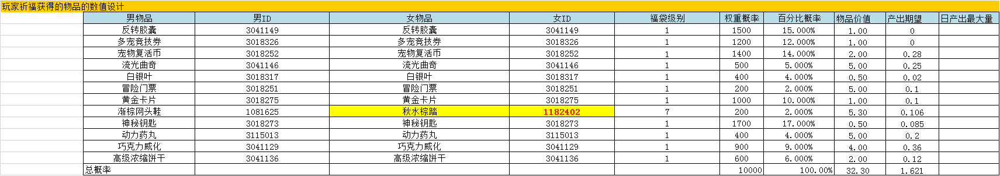 玩家祈福获得的物品的数值设计
男物品 男ID 女物品 女ID 福袋级别 权重概率 百分比概率 物品价值 产出期望 日产出最大量
反转胶囊 3041149 反转胶囊 3041149 1 1500 15.000% 1.00 0
多宠竞技券 3018326 多宠竞技券 3018326 1 1200 12.000% 1.00 0
宠物复活币 3018252 宠物复活币 3018252 1 1400 14.000% 2.00 0.28
流光曲奇 3041146 流光曲奇 3041146 1 500 5.000% 5.00 0.25
白银叶 3018317 白银叶 3018317 1 400 4.000% 0.50 0.02
冒险门票 3018251 冒险门票 3018251 1 200 2.000% 5.00 0.1
黄金卡片 3018275 黄金卡片 3018275 1 1000 10.000% 1.00 0.1
渐棕网头鞋 1081625 秋水棕踏 1182402 7 200 2.000% 5.30 0.106
神秘钥匙 3018273 神秘钥匙 3018273 1 1700 17.000% 0.50 0.085
动力药丸 3115013 动力药丸 3115013 1 400 4.000% 5.00 0.2
巧克力威化 3041129 巧克力威化 3041129 1 900 9.000% 4.00 0.36
高级浓缩饼干 3041136 高级浓缩饼干 3041136 1 600 6.000% 2.00 0.12
总概率 10000 100.00% 32.30 1.621